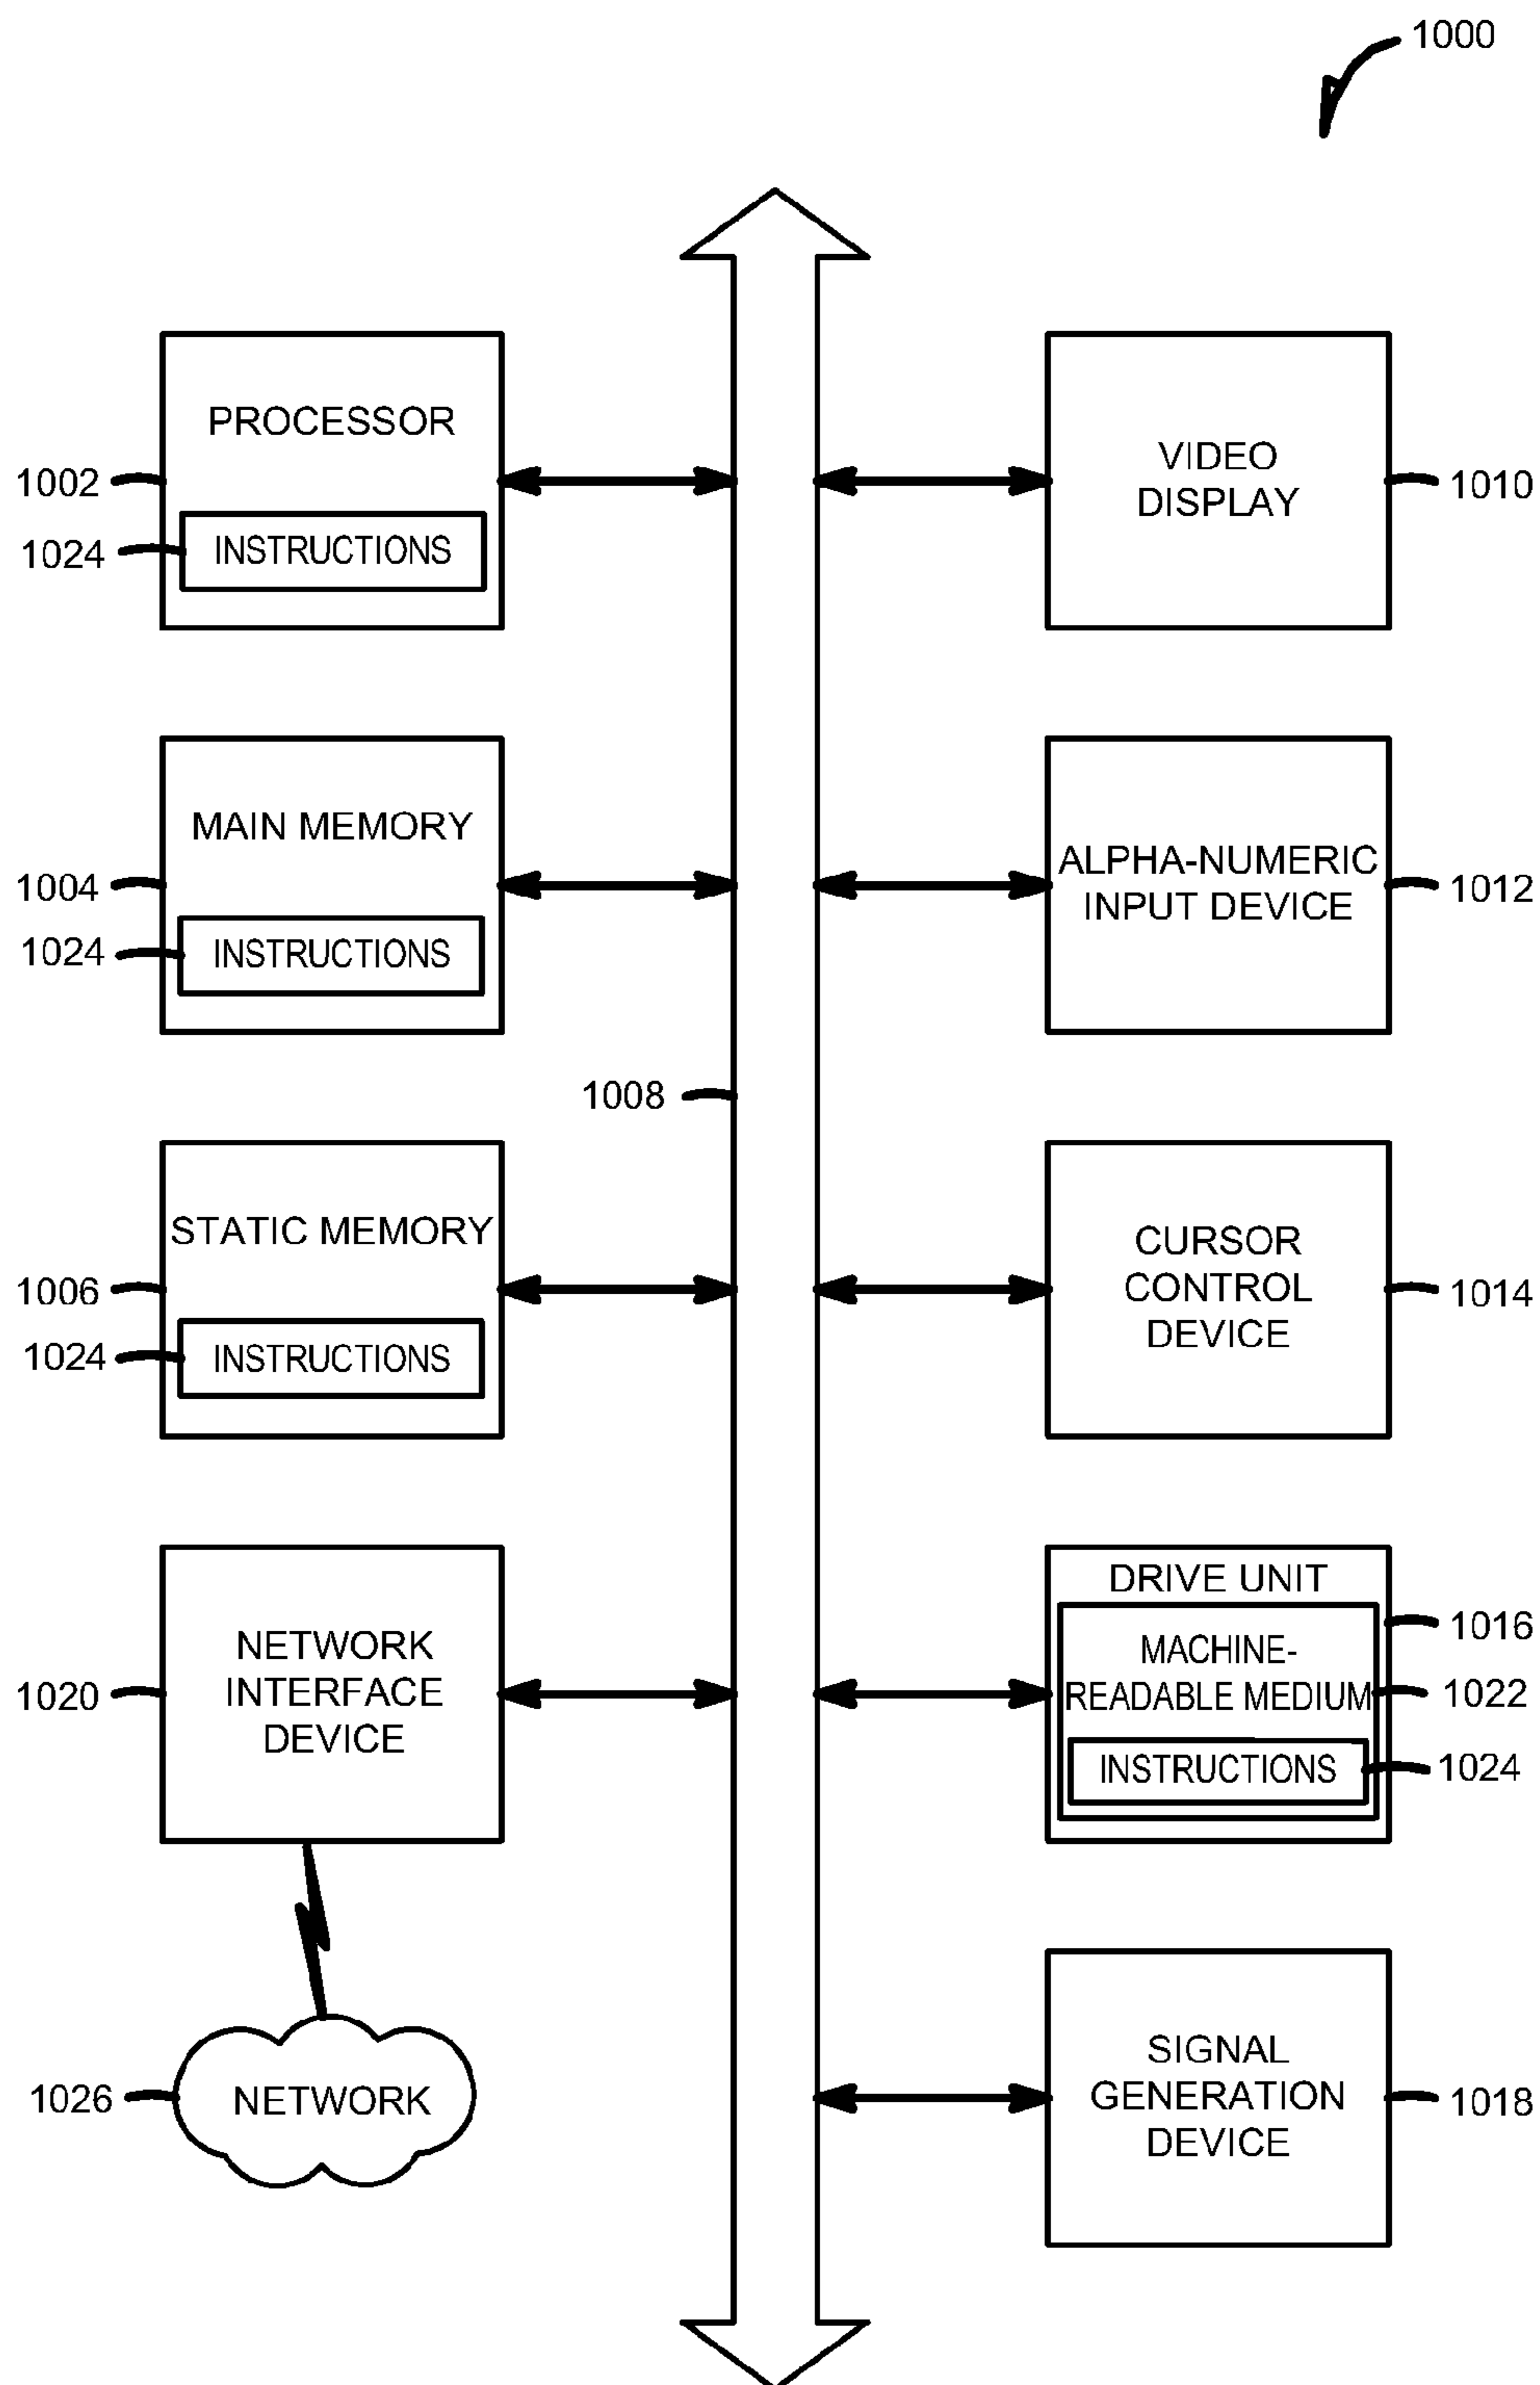 1000
PROCESSOR
1002
1024
INSTRUCTIONS
VIDEO
DISPLAY
1010
MAIN MEMORY
1004
1024
INSTRUCTIONS
ALPHA-NUMERIC
INPUT DEVICE
1012
1008
STATIC MEMORY
1006
1024
INSTRUCTIONS
CURSOR
CONTROL
DEVICE
1014
NETWORK
INTERFACE
DEVICE
1020
DRIVE UNIT
1016
MACHINE-
READABLE MEDIUM
1022
INSTRUCTIONS
1024
NETWORK
1026
SIGNAL
GENERATION
DEVICE
1018